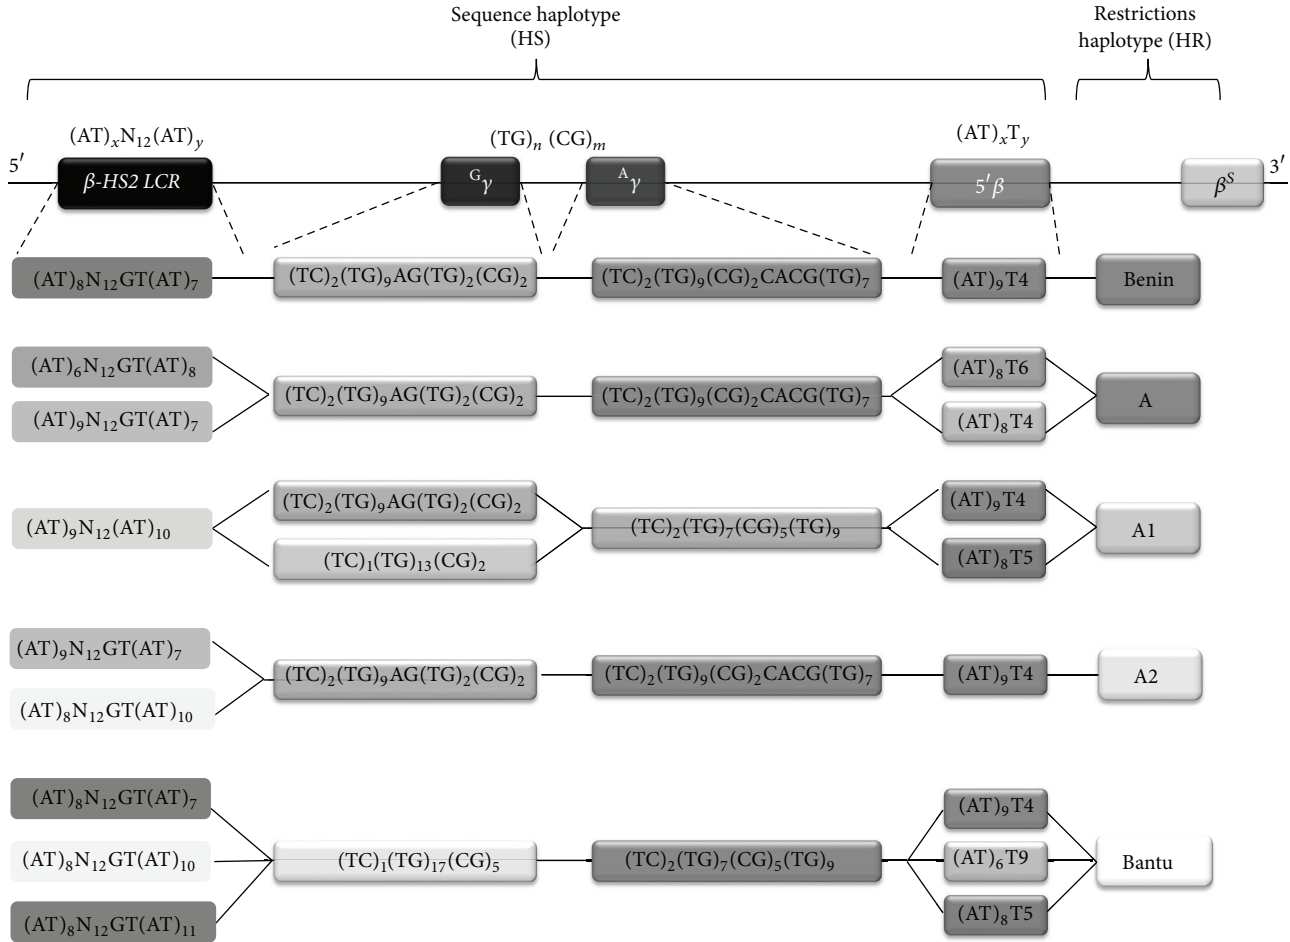 Sequence haplotype
(HS)
Restrictions
haplotype (HR)
(AT)ₓN₁₂(AT)ᵧ
(TG)ₙ (CG)ₘ
(AT)ₓTᵧ
5′
β-HS2 LCR
ᴳγ
ᴬγ
5′β
βˢ
3′
(AT)₈N₁₂GT(AT)₇
(TC)₂(TG)₉AG(TG)₂(CG)₂
(TC)₂(TG)₉(CG)₂CACG(TG)₇
(AT)₉T4
Benin
(AT)₆N₁₂GT(AT)₈
(AT)₉N₁₂GT(AT)₇
(TC)₂(TG)₉AG(TG)₂(CG)₂
(TC)₂(TG)₉(CG)₂CACG(TG)₇
(AT)₈T6
(AT)₈T4
A
(AT)₉N₁₂(AT)₁₀
(TC)₂(TG)₉AG(TG)₂(CG)₂
(TC)₁(TG)₁₃(CG)₂
(TC)₂(TG)₇(CG)₅(TG)₉
(AT)₉T4
(AT)₈T5
A1
(AT)₉N₁₂GT(AT)₇
(AT)₈N₁₂GT(AT)₁₀
(TC)₂(TG)₉AG(TG)₂(CG)₂
(TC)₂(TG)₉(CG)₂CACG(TG)₇
(AT)₉T4
A2
(AT)₈N₁₂GT(AT)₇
(AT)₈N₁₂GT(AT)₁₀
(AT)₈N₁₂GT(AT)₁₁
(TC)₁(TG)₁₇(CG)₅
(TC)₂(TG)₇(CG)₅(TG)₉
(AT)₉T4
(AT)₆T9
(AT)₈T5
Bantu